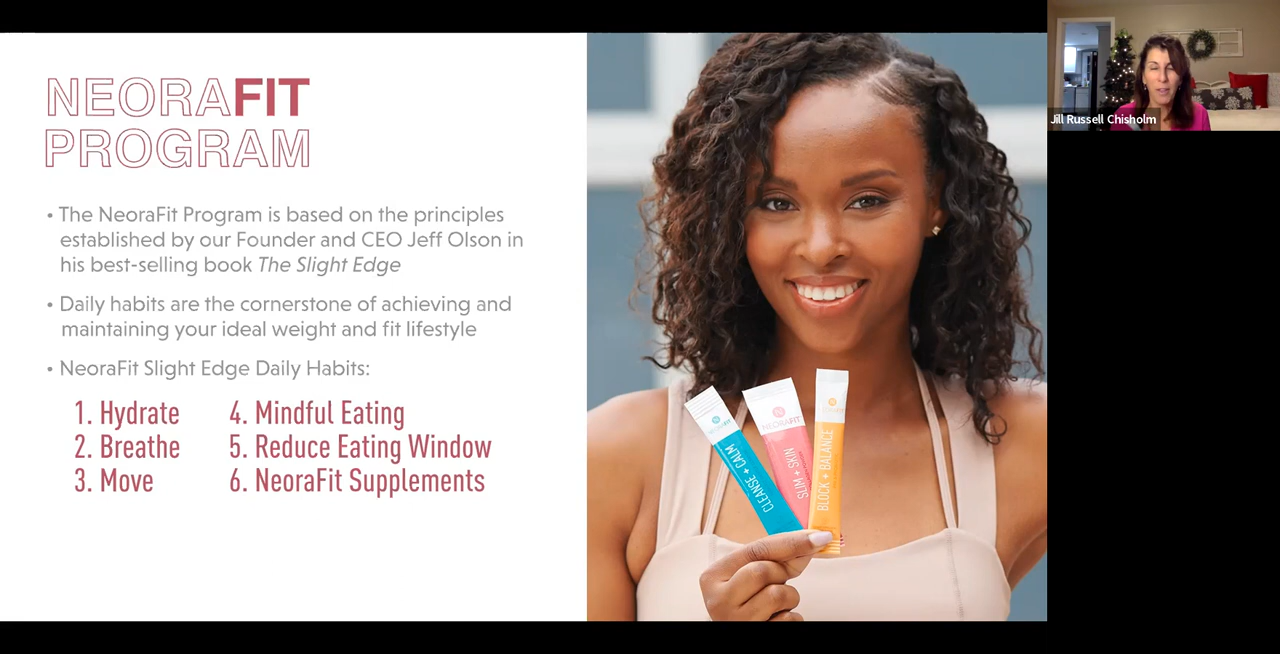 NEORAFIT
PROGRAM
• The NeoraFit Program is based on the principles
established by our Founder and CEO Jeff Olson in
his best-selling book The Slight Edge
• Daily habits are the cornerstone of achieving and
maintaining your ideal weight and fit lifestyle
• NeoraFit Slight Edge Daily Habits:
1. Hydrate
2. Breathe
3. Move
4. Mindful Eating
5. Reduce Eating Window
6. NeoraFit Supplements
NEORAFIT
CLEANSE + CALM
NEORAFIT
SLIM + SKIN
BLOCK + BALANCE
Jill Russell Chisholm